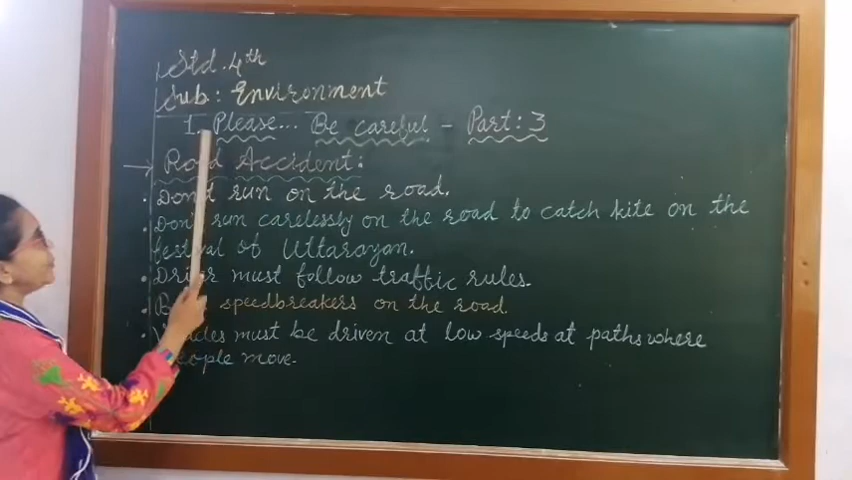 Std. 4th
Sub: Environment
1. Please... Be careful - Part: 3
→ Road Accident:
. Don't run on the road.
. Don't run carelessly on the road to catch kite on the
festival of Uttarayan.
. Driver must follow traffic rules.
. speedbreakers on the road.
. must be driven at low speeds at paths where
people move.